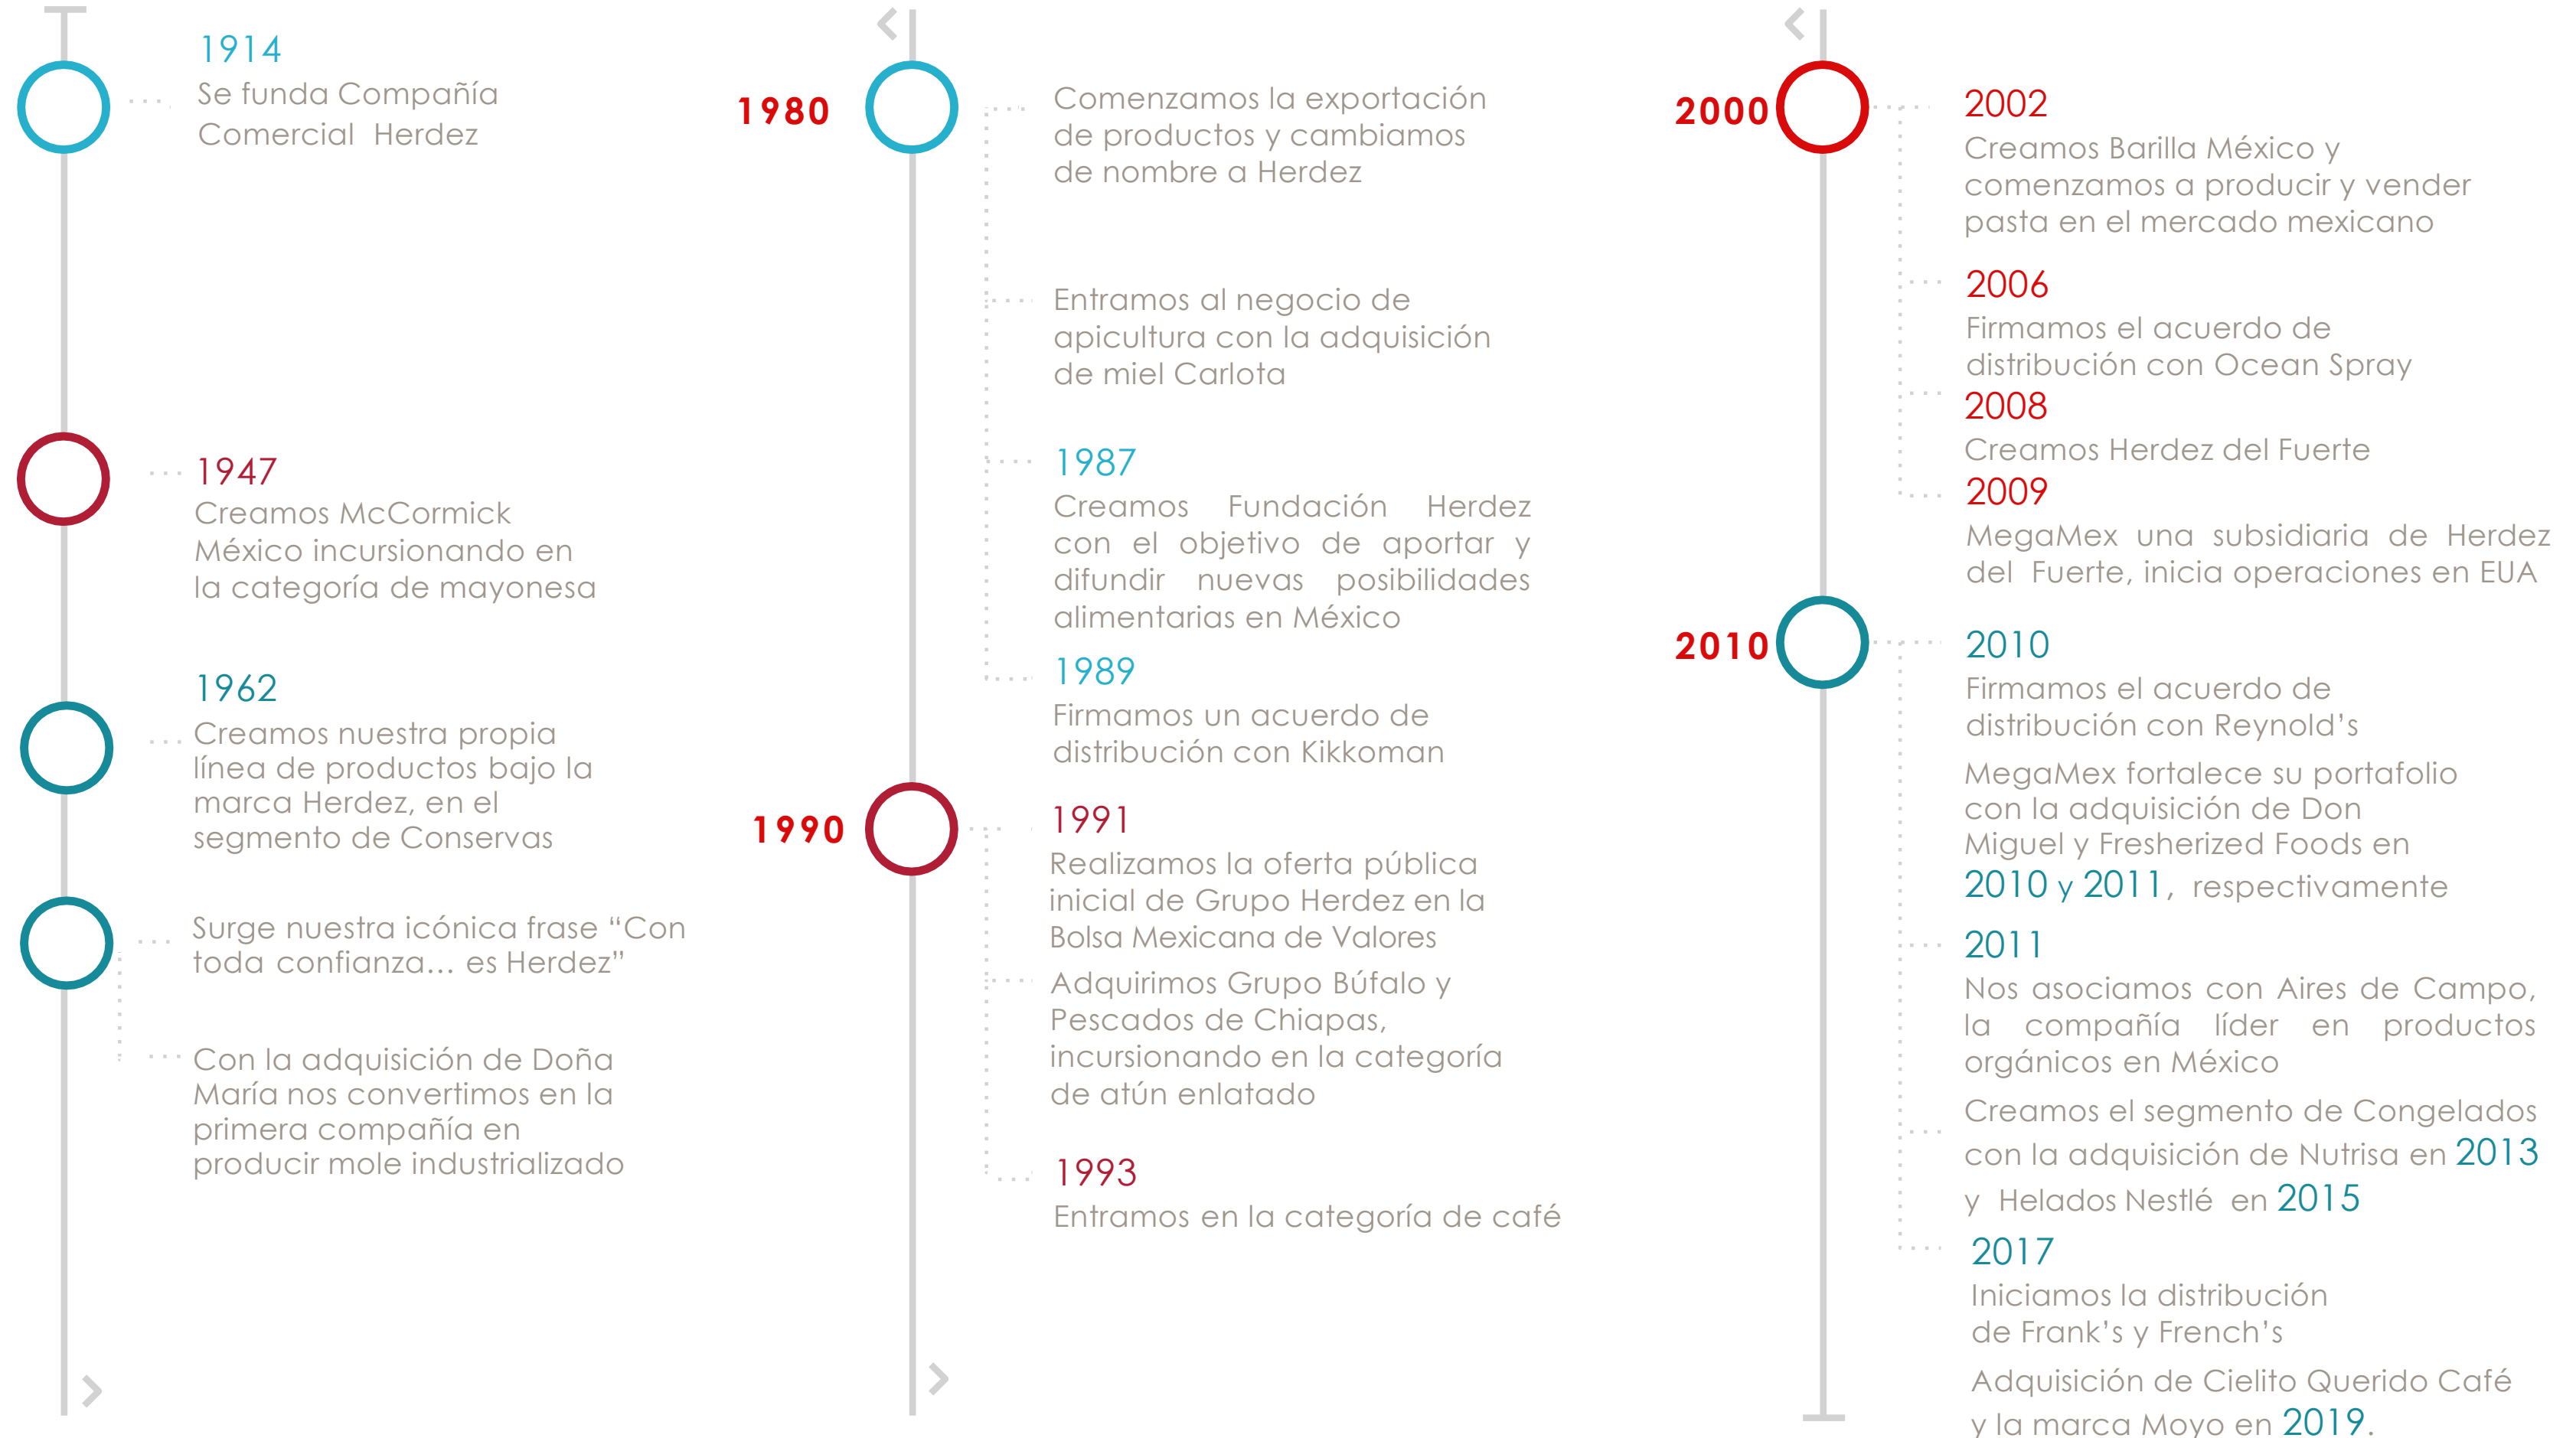 1914
Se funda Compañía
Comercial Herdez
1947
Creamos McCormick
México incursionando en
la categoría de mayonesa
1962
Creamos nuestra propia
línea de productos bajo la
marca Herdez, en el
segmento de Conservas
Surge nuestra icónica frase “Con
toda confianza... es Herdez”
Con la adquisición de Doña
María nos convertimos en la
primera compañía en
producir mole industrializado
1980
Comenzamos la exportación
de productos y cambiamos
de nombre a Herdez
Entramos al negocio de
apicultura con la adquisición
de miel Carlota
1987
Creamos Fundación Herdez
con el objetivo de aportar y
difundir nuevas posibilidades
alimentarias en México
1989
Firmamos un acuerdo de
distribución con Kikkoman
1990
1991
Realizamos la oferta pública
inicial de Grupo Herdez en la
Bolsa Mexicana de Valores
Adquirimos Grupo Búfalo y
Pescados de Chiapas,
incursionando en la categoría
de atún enlatado
1993
Entramos en la categoría de café
2000
2002
Creamos Barilla México y
comenzamos a producir y vender
pasta en el mercado mexicano
2006
Firmamos el acuerdo de
distribución con Ocean Spray
2008
Creamos Herdez del Fuerte
2009
MegaMex una subsidiaria de Herdez
del Fuerte, inicia operaciones en EUA
2010
2010
Firmamos el acuerdo de
distribución con Reynold’s
MegaMex fortalece su portafolio
con la adquisición de Don
Miguel y Fresherized Foods en
2010 y 2011, respectivamente
2011
Nos asociamos con Aires de Campo,
la compañía líder en productos
orgánicos en México
Creamos el segmento de Congelados
con la adquisición de Nutrisa en 2013
y Helados Nestlé en 2015
2017
Iniciamos la distribución
de Frank’s y French’s
Adquisición de Cielito Querido Café
y la marca Moyo en 2019.